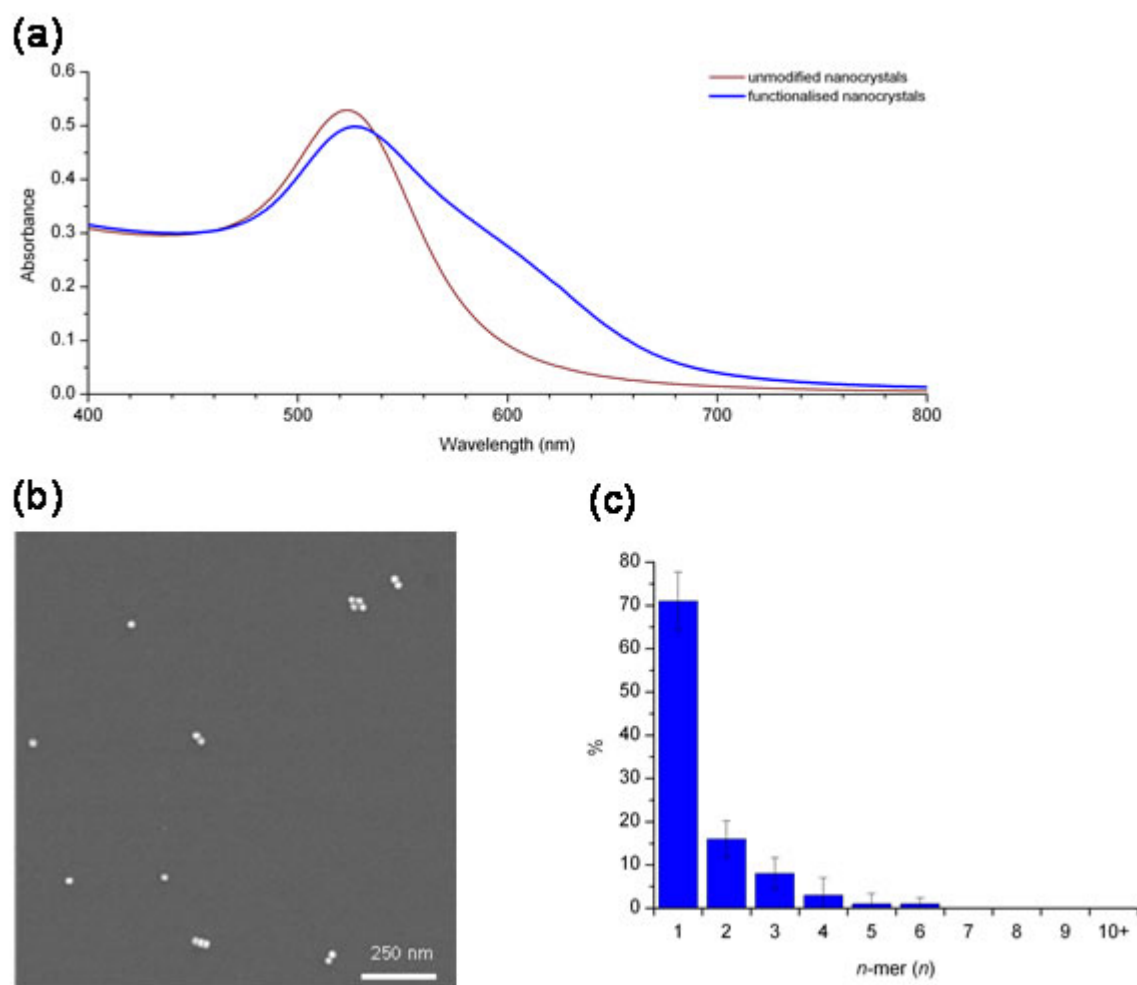 (a)
0.6
0.5
0.4
0.3
0.2
0.1
0.0
Absorbance
unmodified nanocrystals
functionalised nanocrystals
400 500 600 700 800
Wavelength (nm)
(b)
250 nm
(c)
80
70
60
50
40
30
20
10
0
%
1 2 3 4 5 6 7 8 9 10+
n-mer (n)